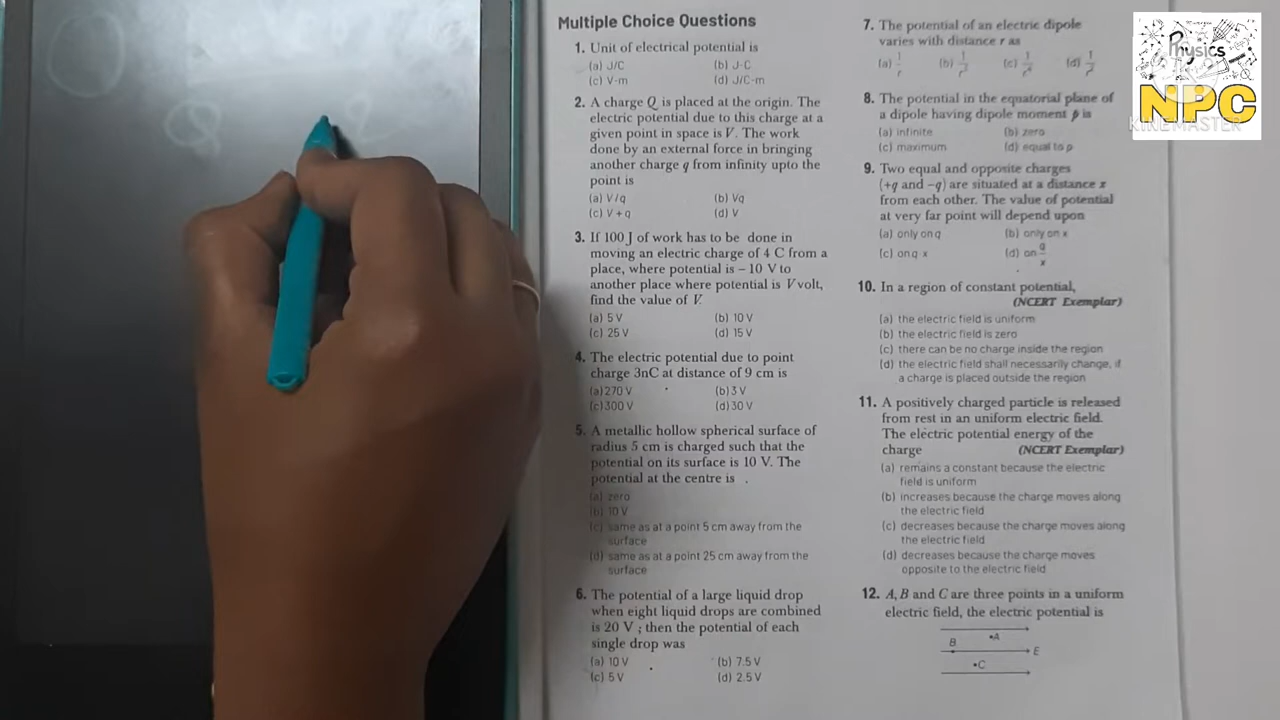 Multiple Choice Questions
1. Unit of electrical potential is
(a) J/C (b) J-C
(c) V-m (d) J/C-m
2. A charge Q is placed at the origin. The
electric potential due to this charge at a
given point in space is V. The work
done by an external force in bringing
another charge q from infinity upto the
point is
(a) V/q (b) Vq
(c) V + q (d) V
3. If 100 J of work has to be done in
moving an electric charge of 4 C from a
place, where potential is – 10 V to
another place where potential is V volt,
find the value of V.
(a) 5 V (b) 10 V
(c) 25 V (d) 15 V
4. The electric potential due to point
charge 3nC at distance of 9 cm is
(a) 270 V (b) 3 V
(c) 300 V (d) 30 V
5. A metallic hollow spherical surface of
radius 5 cm is charged such that the
potential on its surface is 10 V. The
potential at the centre is
(a) zero
(b) 10 V
(c) same as at a point 5 cm away from the
surface
(d) same as at a point 25 cm away from the
surface
6. The potential of a large liquid drop
when eight liquid drops are combined
is 20 V ; then the potential of each
single drop was
(a) 10 V (b) 7.5 V
(c) 5 V (d) 2.5 V
7. The potential of an electric dipole
varies with distance r as
(a) 1/r (b) (c) (d)
8. The potential in the equatorial plane of
a dipole having dipole moment p is
(a) infinite (b) zero
(c) maximum (d) equal to p
9. Two equal and opposite charges
(+q and –q) are situated at a distance x
from each other. The value of potential
at very far point will depend upon
(a) only on q (b) only on x
(c) on q x (d) on q/x
10. In a region of constant potential,
(NCERT Exemplar)
(a) the electric field is uniform
(b) the electric field is zero
(c) there can be no charge inside the region
(d) the electric field shall necessarily change, if
a charge is placed outside the region
11. A positively charged particle is released
from rest in an uniform electric field.
The electric potential energy of the
charge (NCERT Exemplar)
(a) remains a constant because the electric
field is uniform
(b) increases because the charge moves along
the electric field
(c) decreases because the charge moves along
the electric field
(d) decreases because the charge moves
opposite to the electric field
12. A, B and C are three points in a uniform
electric field, the electric potential is
A
B
E
C
Physics
NPC
KINEMASTER